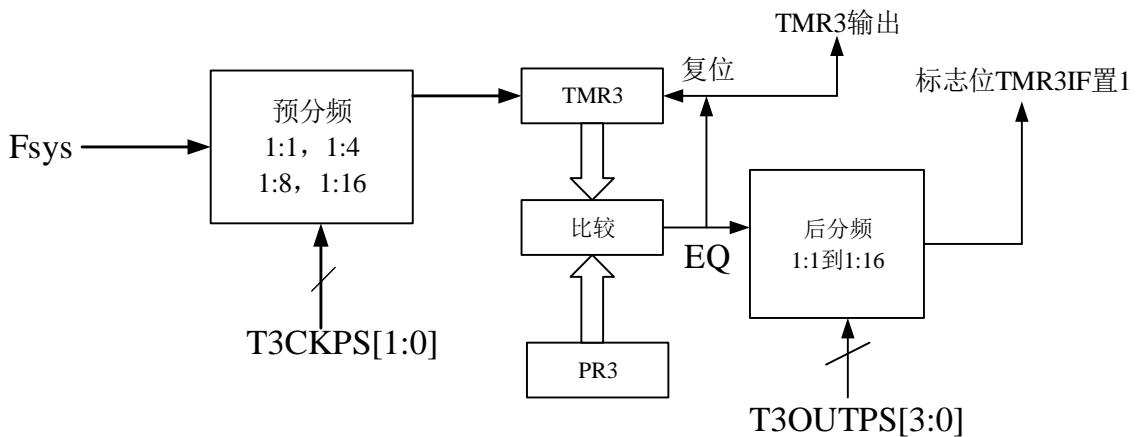 TMR3输出
标志位TMR3IF置1
复位
预分频
1:1，1:4
1:8，1:16
TMR3
Fsys
比较
EQ
后分频
1:1到1:16
T3CKPS[1:0]
PR3
T3OUTPS[3:0]